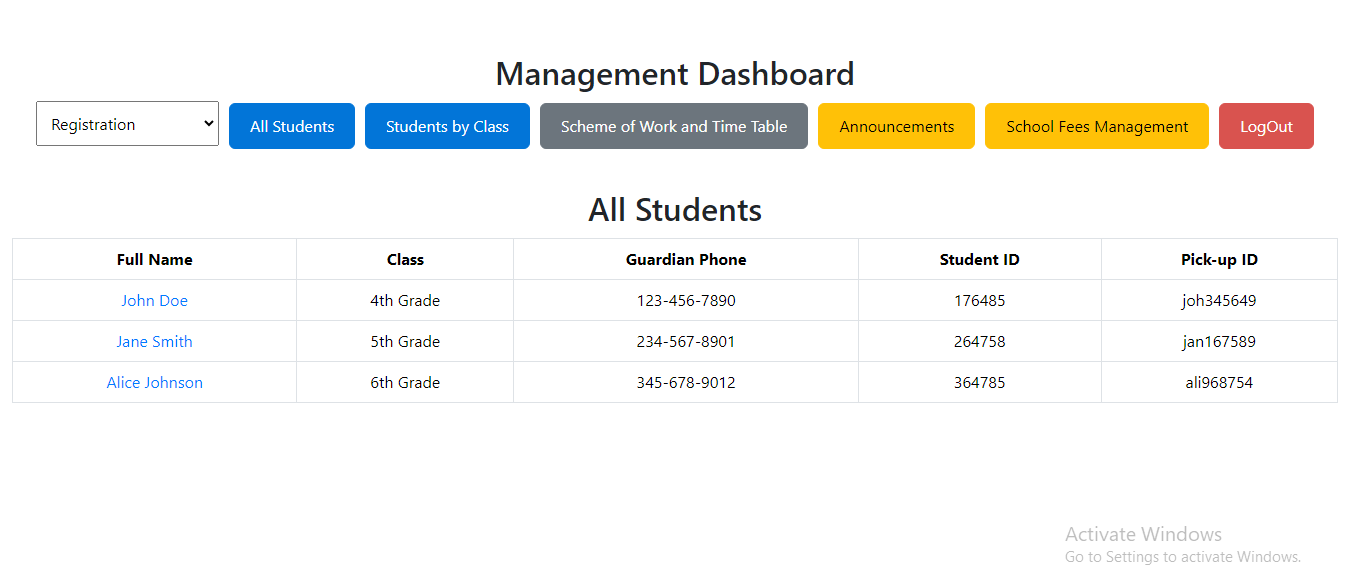 Management Dashboard
Registration All Students Students by Class Scheme of Work and Time Table Announcements School Fees Management LogOut
All Students
Full Name Class Guardian Phone Student ID Pick-up ID
John Doe 4th Grade 123-456-7890 176485 joh345649
Jane Smith 5th Grade 234-567-8901 264758 jan167589
Alice Johnson 6th Grade 345-678-9012 364785 ali968754
Activate Windows
Go to Settings to activate Windows.